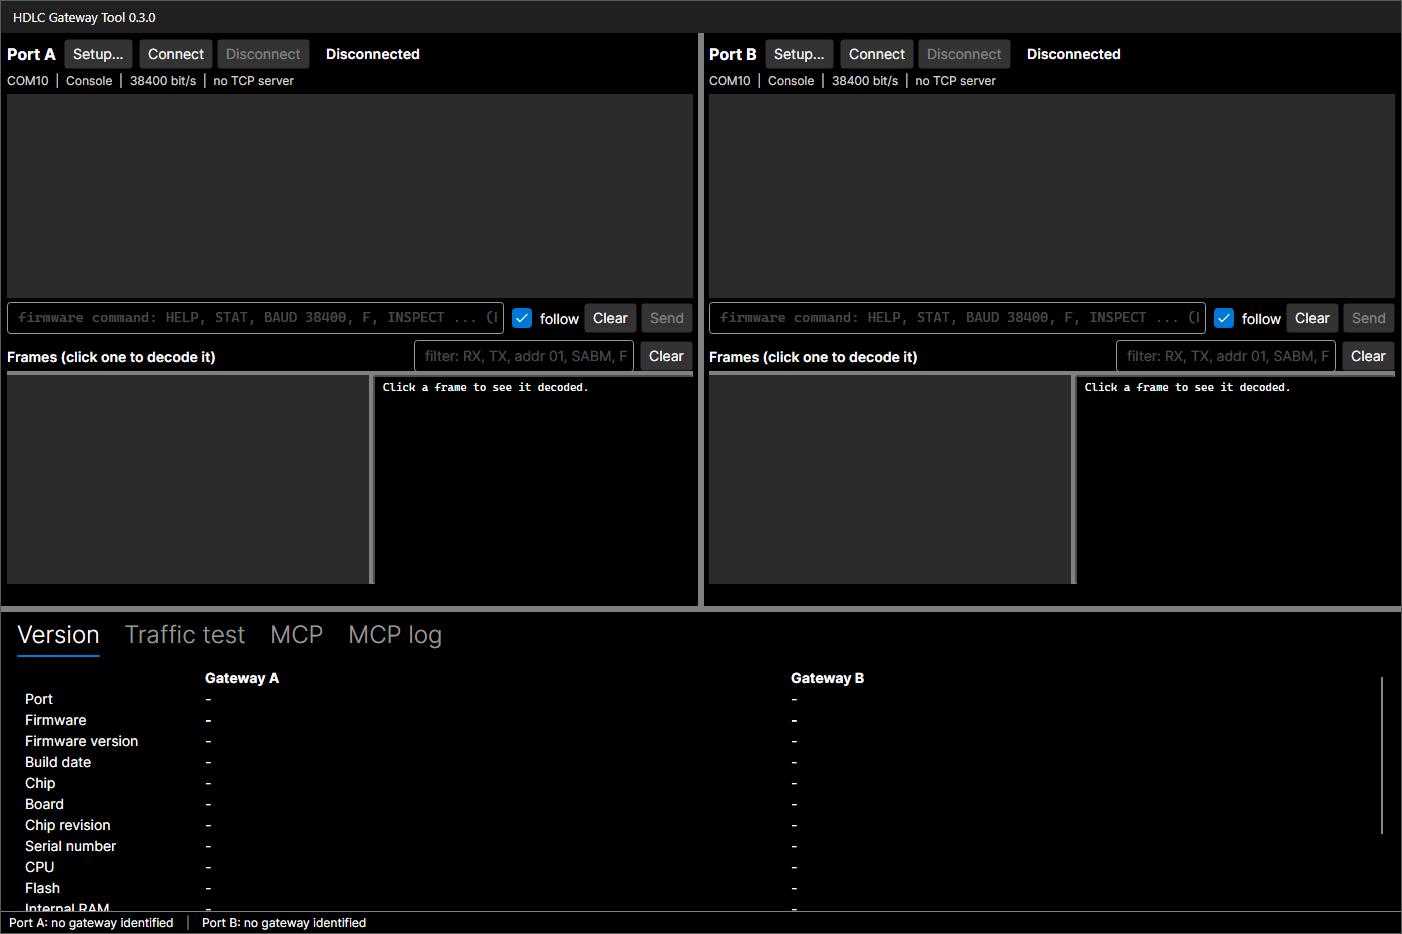 HDLC Gateway Tool 0.3.0
Port A Setup... Connect Disconnect Disconnected
COM10 | Console | 38400 bit/s | no TCP server
firmware command: HELP, STAT, BAUD 38400, F, INSPECT ... ( follow Clear Send
Frames (click one to decode it) filter: RX, TX, addr 01, SABM, F Clear
Click a frame to see it decoded.
Port B Setup... Connect Disconnect Disconnected
COM10 | Console | 38400 bit/s | no TCP server
firmware command: HELP, STAT, BAUD 38400, F, INSPECT ... ( follow Clear Send
Frames (click one to decode it) filter: RX, TX, addr 01, SABM, F Clear
Click a frame to see it decoded.
Version Traffic test MCP MCP log
Gateway A Gateway B
Port - -
Firmware - -
Firmware version - -
Build date - -
Chip - -
Board - -
Chip revision - -
Serial number - -
CPU - -
Flash - -
Internal RAM - -
Port A: no gateway identified | Port B: no gateway identified